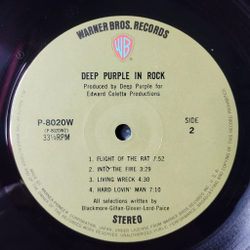 WARNER BROS. RECORDS
DEEP PURPLE IN ROCK
Produced by Deep Purple for
Edward Coletta Productions
P-8020W
33⅓RPM
SIDE
2
1. FLIGHT OF THE RAT 7:52
2. INTO THE FIRE 3:29
3. LIVING WRECK 4:30
4. HARD LOVIN' MAN 7:10
All selections written by
Blackmore-Gillan-Glover-Lord-Paice
STEREO